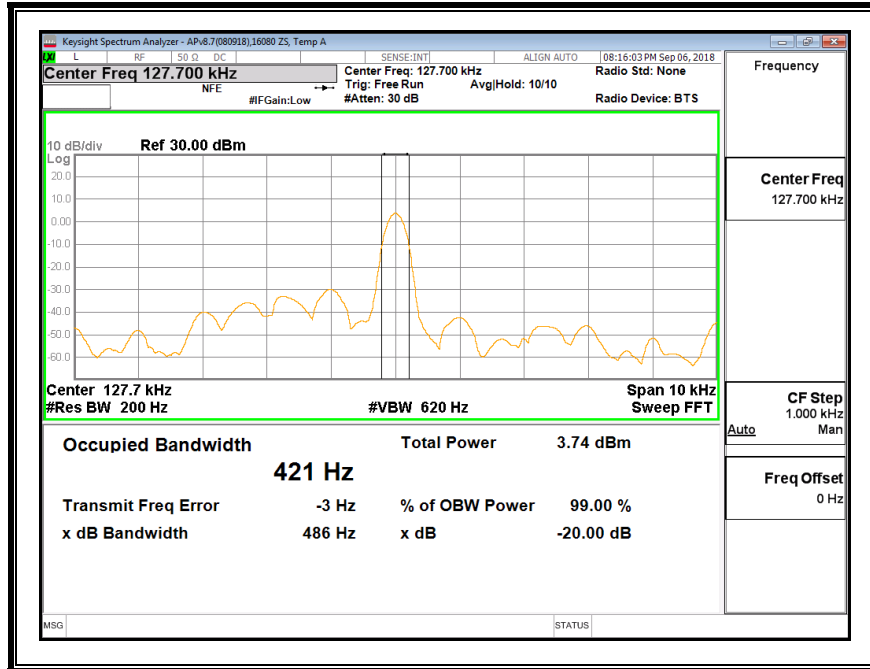 Keysight Spectrum Analyzer - APv8.7(080918),16080 ZS, Temp A
LXI L RF 50 Ω DC SENSE:INT ALIGN AUTO 08:16:03 PM Sep 06, 2018
Center Freq 127.700 kHz
NFE
#IFGain:Low
Center Freq: 127.700 kHz
Trig: Free Run Avg|Hold: 10/10
#Atten: 30 dB
Radio Std: None
Radio Device: BTS
10 dB/div Ref 30.00 dBm
Log
20.0
10.0
0.00
-10.0
-20.0
-30.0
-40.0
-50.0
-60.0
Center 127.7 kHz Span 10 kHz
#Res BW 200 Hz #VBW 620 Hz Sweep FFT
Occupied Bandwidth Total Power 3.74 dBm
421 Hz
Transmit Freq Error -3 Hz % of OBW Power 99.00 %
x dB Bandwidth 486 Hz x dB -20.00 dB
MSG STATUS
Frequency
Center Freq
127.700 kHz
CF Step
1.000 kHz
Auto Man
Freq Offset
0 Hz